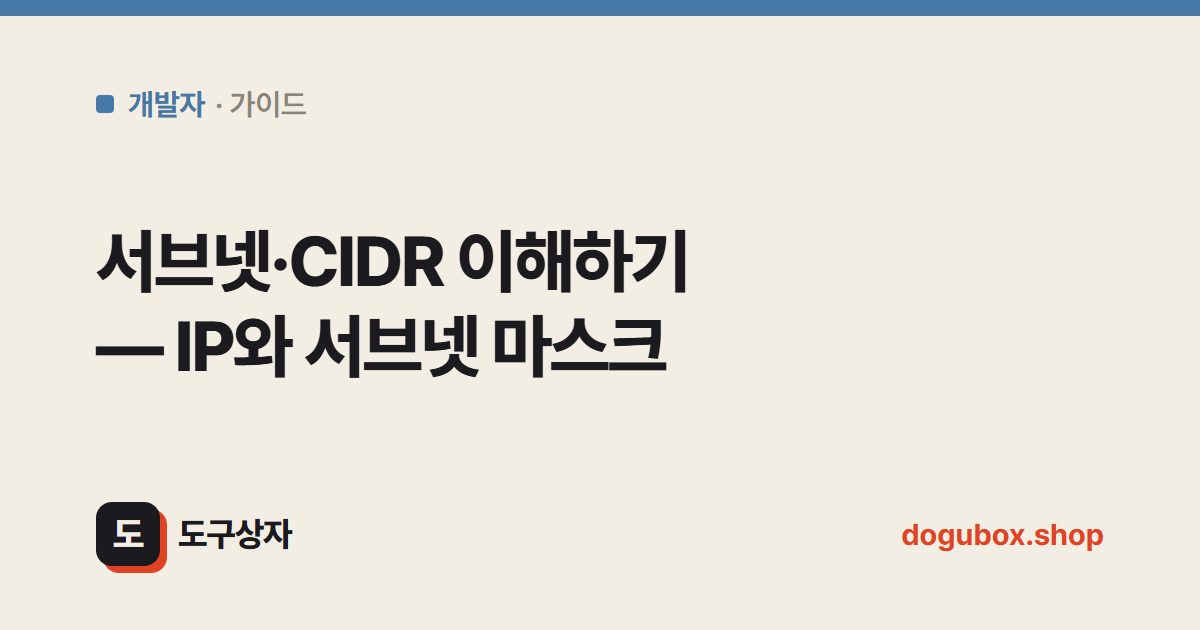 개발자 · 가이드
서브넷·CIDR 이해하기
— IP와 서브넷 마스크
도 도구상자
dogubox.shop